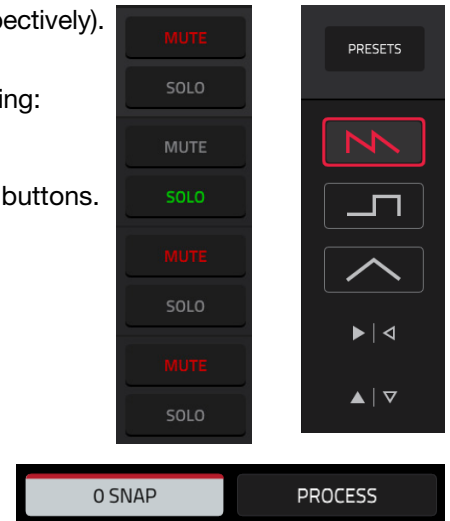 pectively).
ing:
buttons.
MUTE
SOLO
MUTE
SOLO
MUTE
SOLO
MUTE
SOLO
PRESETS
0 SNAP
PROCESS